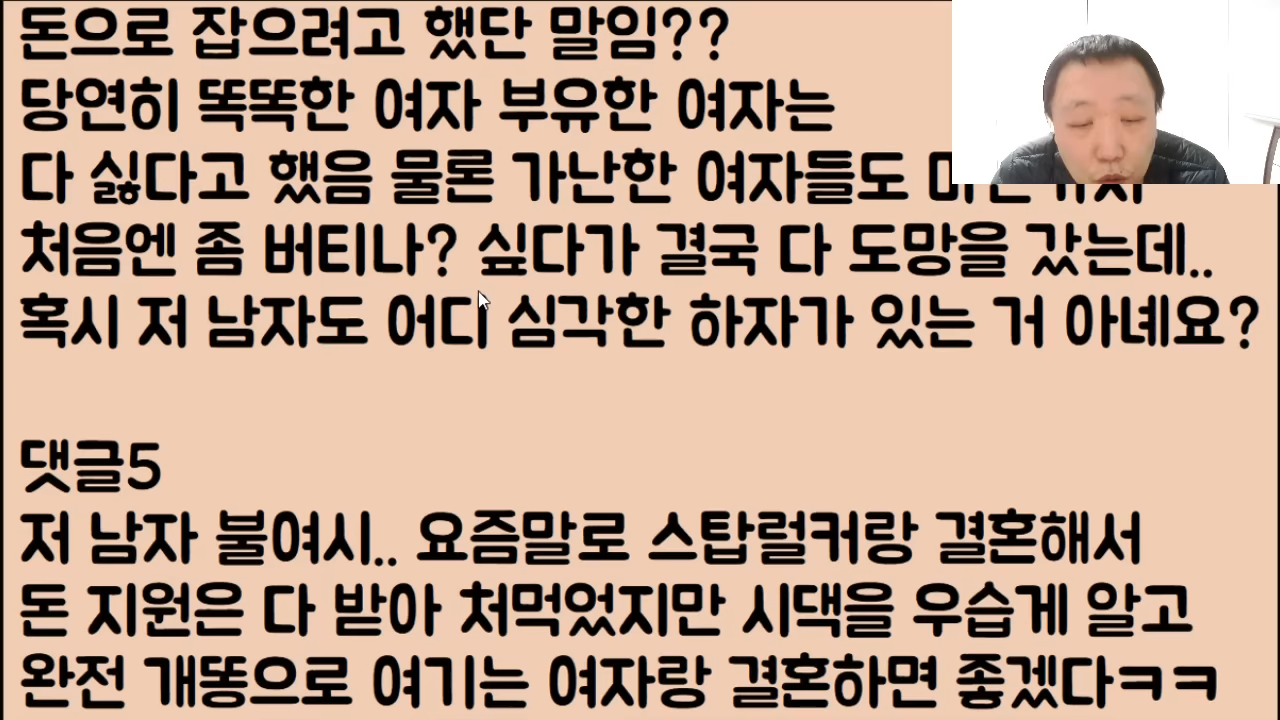 돈으로 잡으려고 했단 말임??
당연히 똑똑한 여자 부유한 여자는
다 싫다고 했음 물론 가난한 여자들도
처음엔 좀 버티나? 싶다가 결국 다 도망을 갔는데..
혹시 저 남자도 어디 심각한 하자가 있는 거 아녜요?
댓글5
저 남자 불여시.. 요즘말로 스탑럴커랑 결혼해서
돈 지원은 다 받아 처먹었지만 시댁을 우습게 알고
완전 개똥으로 여기는 여자랑 결혼하면 좋겠다ㅋㅋ